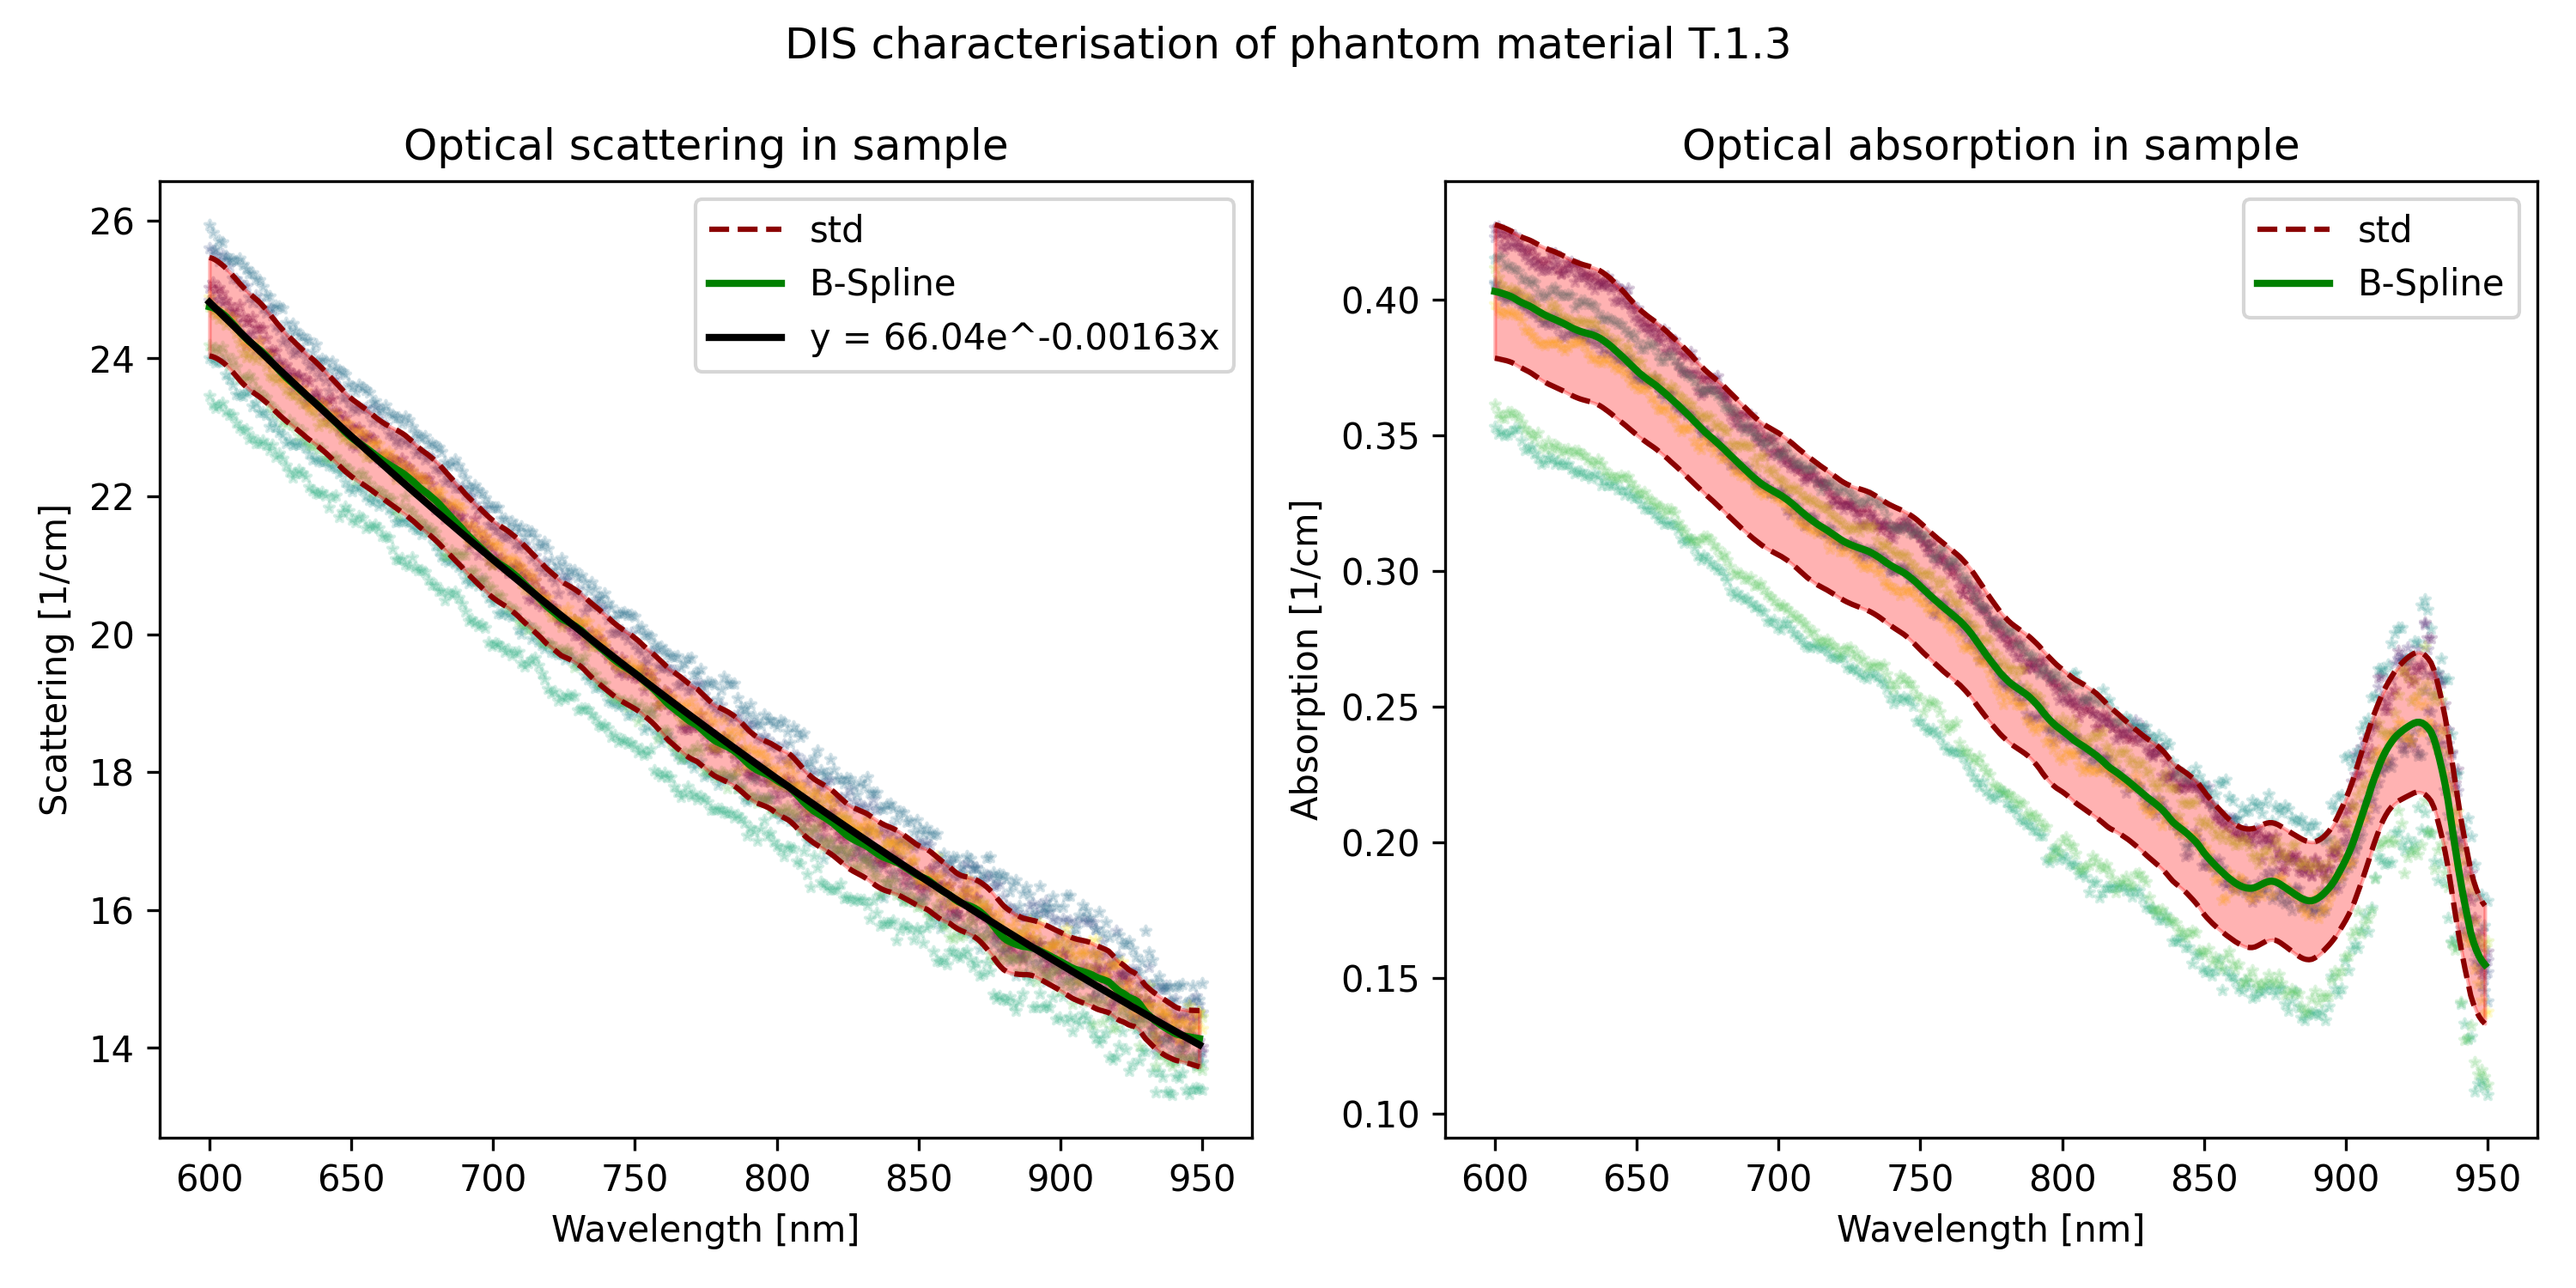 DIS characterisation of phantom material T.1.3
Optical scattering in sample
std
B-Spline
y = 66.04e^-0.00163x
Scattering [1/cm]
26
24
22
20
18
16
14
600 650 700 750 800 850 900 950
Wavelength [nm]
Optical absorption in sample
std
B-Spline
Absorption [1/cm]
0.40
0.35
0.30
0.25
0.20
0.15
0.10
600 650 700 750 800 850 900 950
Wavelength [nm]